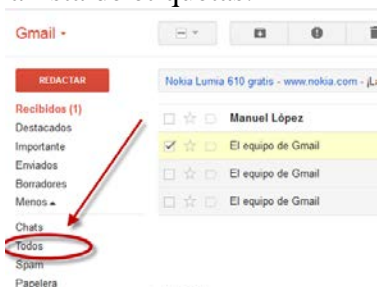 Gmail
REDACTAR
Nokia Lumia 610 gratis - www.nokia.com - ¡La
Recibidos (1)
Destacados
Importante
Enviados
Borradores
Menos
Chats
Todos
Spam
Papelera
Manuel López
El equipo de Gmail
El equipo de Gmail
El equipo de Gmail